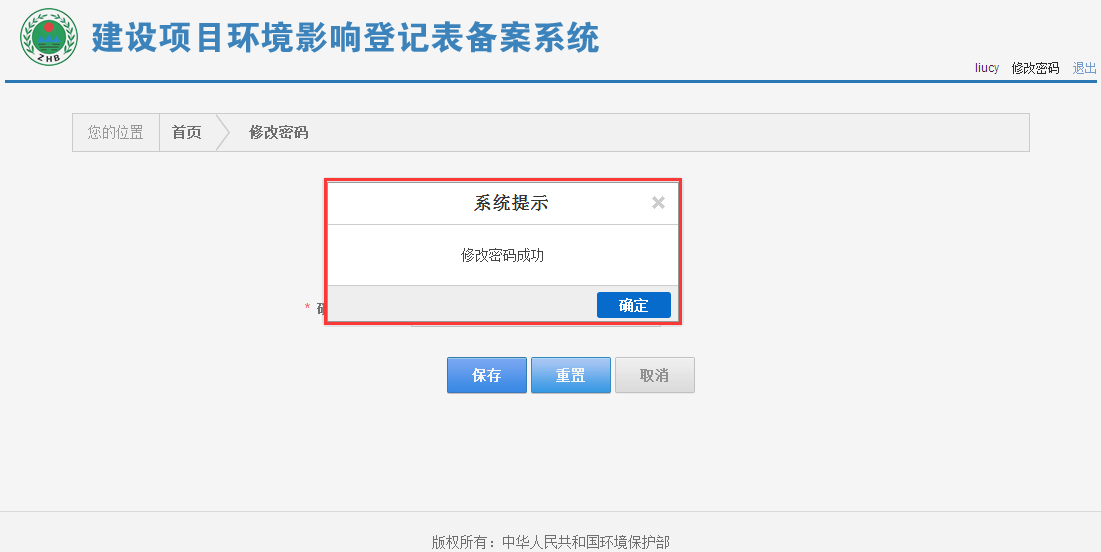 ZHB
建设项目环境影响登记表备案系统
liucy 修改密码 退出
您的位置 首页 修改密码
系统提示
修改密码成功
*
确定
保存 重置 取消
版权所有：中华人民共和国环境保护部